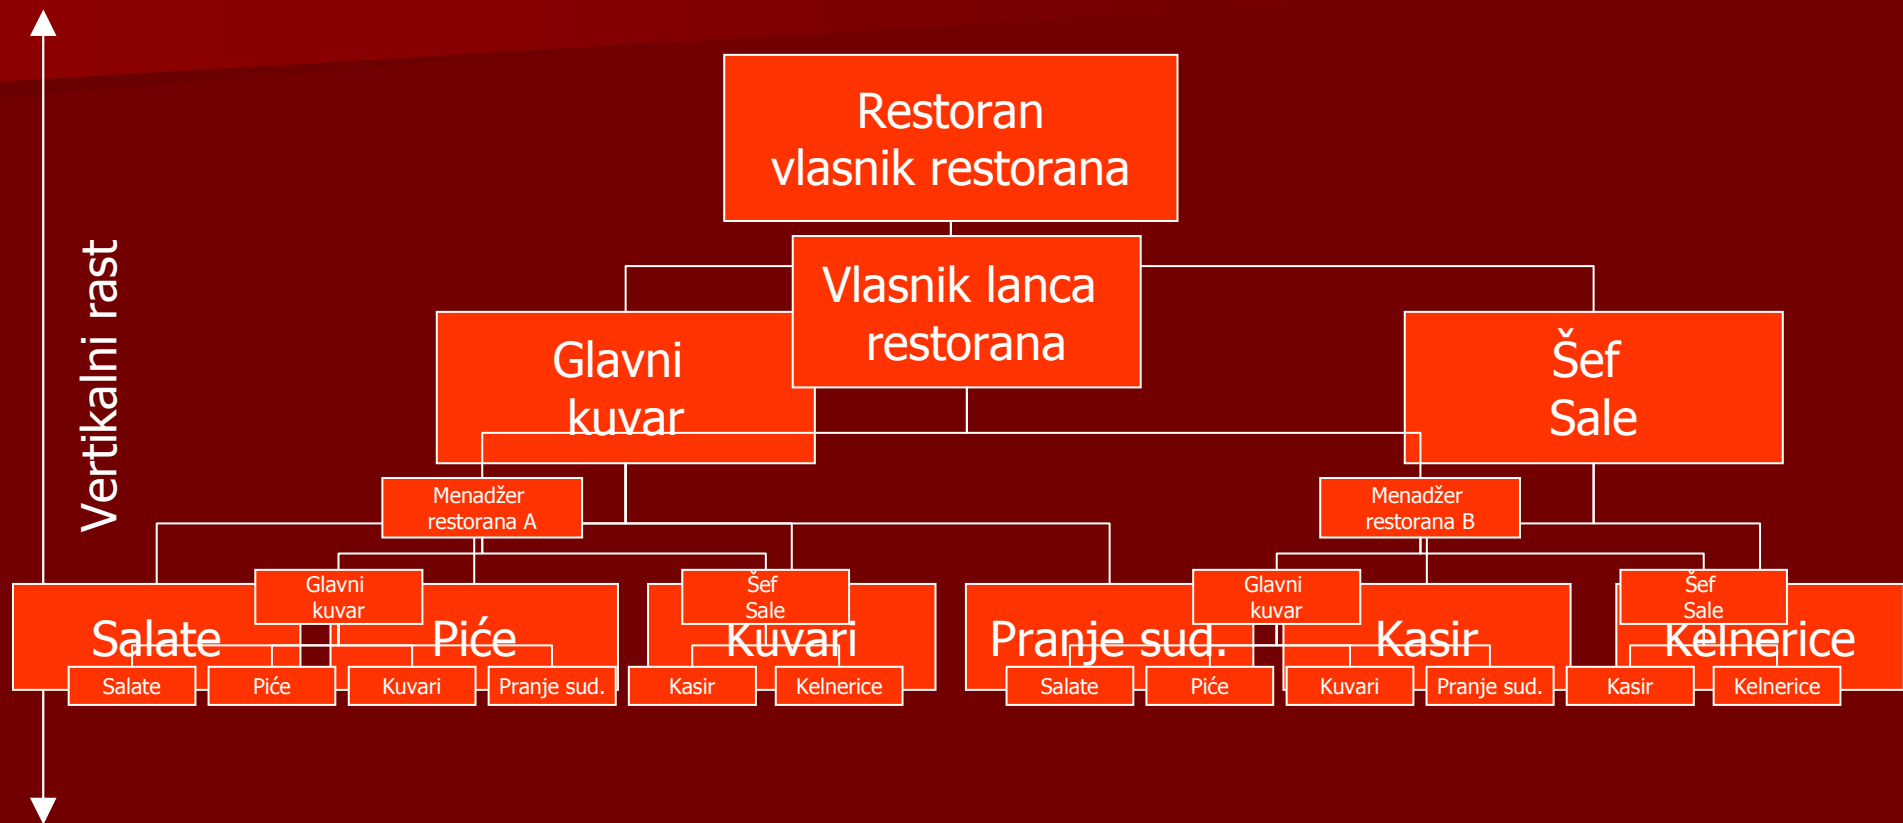 Restoran
vlasnik restorana
Vlasnik lanca
restorana
Glavni
kuvar
Šef
Sale
Vertikalni rast
Menadžer
restorana A
Menadžer
restorana B
Glavni
kuvar
Šef
Sale
Glavni
kuvar
Šef
Sale
Salate
Piće
Kuvari
Pranje sud.
Kasir
Kelnerice
Salate
Piće
Kuvari
Pranje sud.
Kasir
Kelnerice
Salate
Piće
Kuvari
Pranje sud.
Kasir
Kelnerice